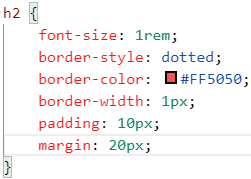 h2 {
font-size: 1rem;
border-style: dotted;
border-color: #FF5050;
border-width: 1px;
padding: 10px;
margin: 20px;
}